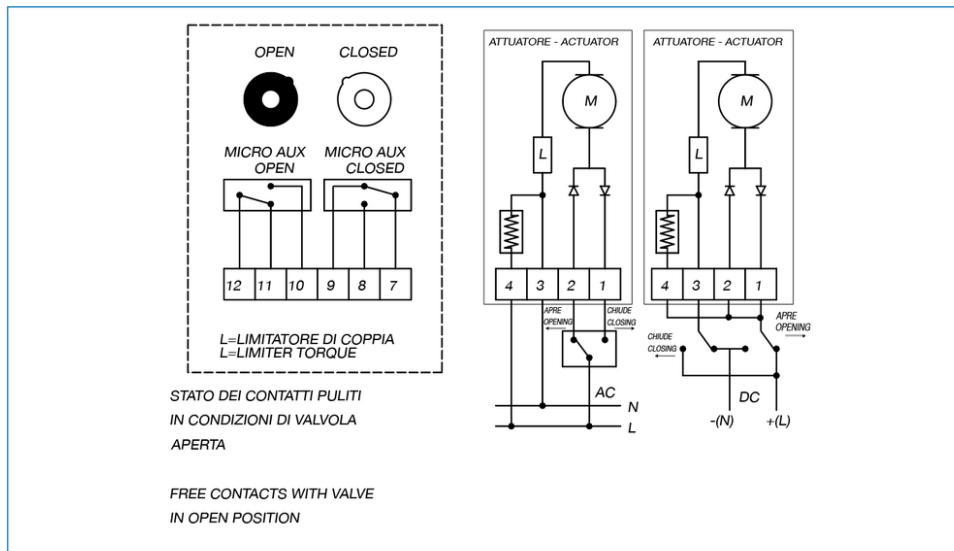 OPEN CLOSED
MICRO AUX OPEN
MICRO AUX CLOSED
12 11 10 9 8 7
L=LIMITATORE DI COPPIA
L=LIMITER TORQUE
STATO DEI CONTATTI PULITI
IN CONDIZIONI DI VALVOLA
APERTA
FREE CONTACTS WITH VALVE
IN OPEN POSITION
ATTUATORE - ACTUATOR
M
L
4 3 2 1
APRE
OPENING
CHIUDE
CLOSING
AC
N
L
ATTUATORE - ACTUATOR
M
L
4 3 2 1
APRE
OPENING
CHIUDE
CLOSING
DC
-(N) +(L)